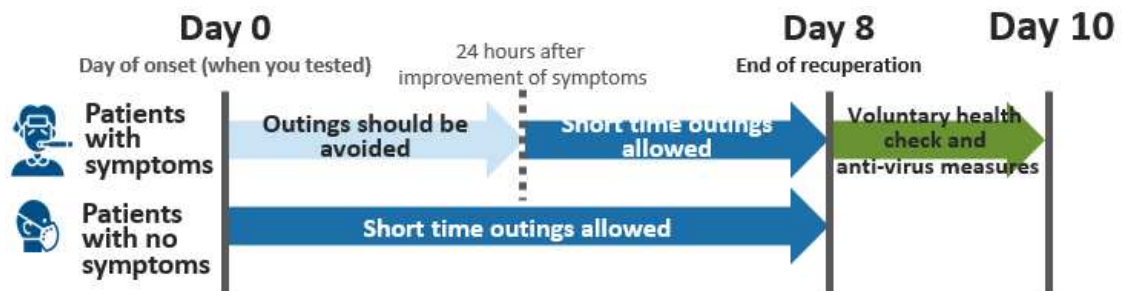 Day 0
Day of onset (when you tested)
24 hours after
improvement of symptoms
Day 8
End of recuperation
Day 10
Patients
with
symptoms
Outings should be
avoided
Short time outings
allowed
Voluntary health
check and
anti-virus measures
Patients
with no
symptoms
Short time outings allowed